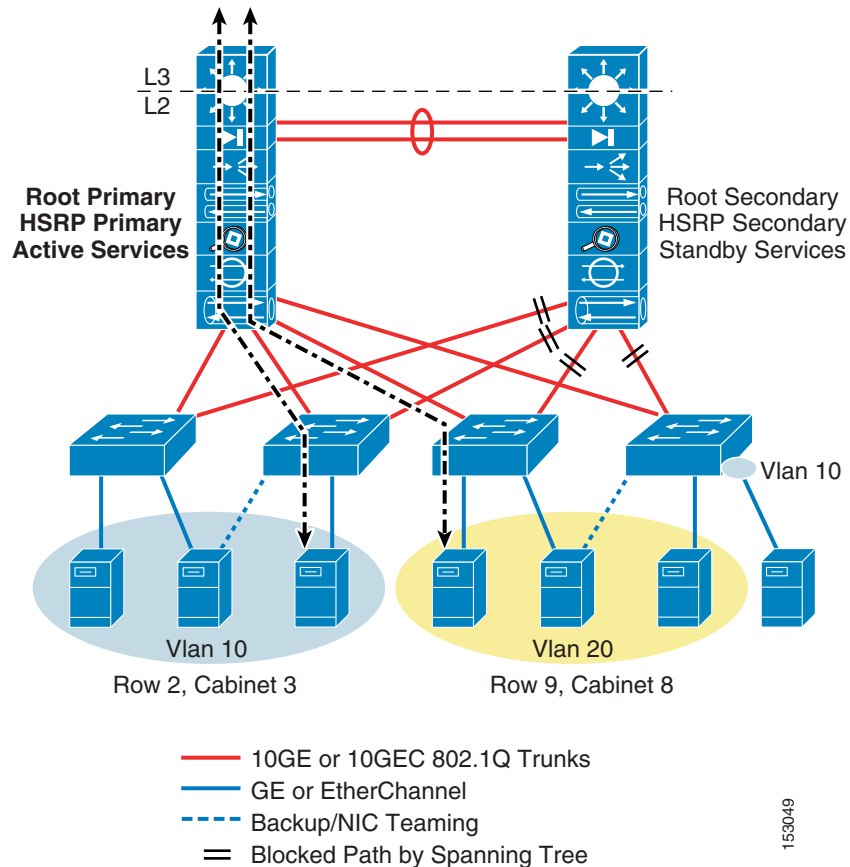 L3
L2
Root Primary
HSRP Primary
Active Services
Root Secondary
HSRP Secondary
Standby Services
Vlan 10
Vlan 10
Vlan 20
Row 2, Cabinet 3
Row 9, Cabinet 8
10GE or 10GEC 802.1Q Trunks
GE or EtherChannel
Backup/NIC Teaming
Blocked Path by Spanning Tree
153049